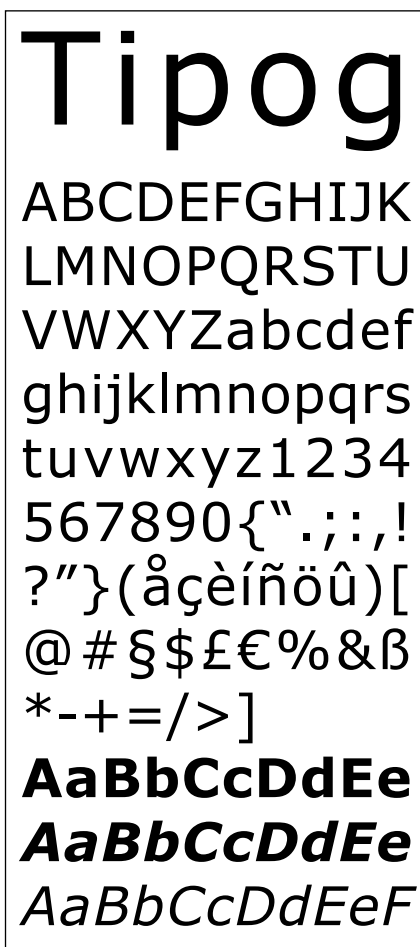 Tipog
ABCDEFGHIJK
LMNOPQRSTU
VWXYZabcdef
ghijklmnopqrs
tuvwxyz1234
567890{“.;:,!
?”}(åçèíñöû)[
@#§$£€%&ß
*-+=/>]
AaBbCcDdEe
AaBbCcDdEe
AaBbCcDdEeF